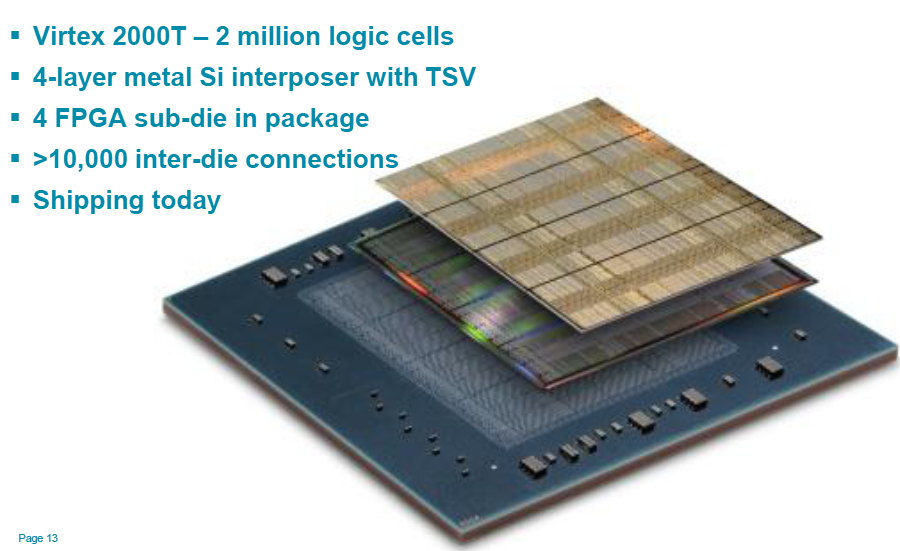 ▪ Virtex 2000T – 2 million logic cells
▪ 4-layer metal Si interposer with TSV
▪ 4 FPGA sub-die in package
▪ >10,000 inter-die connections
▪ Shipping today
Page 13